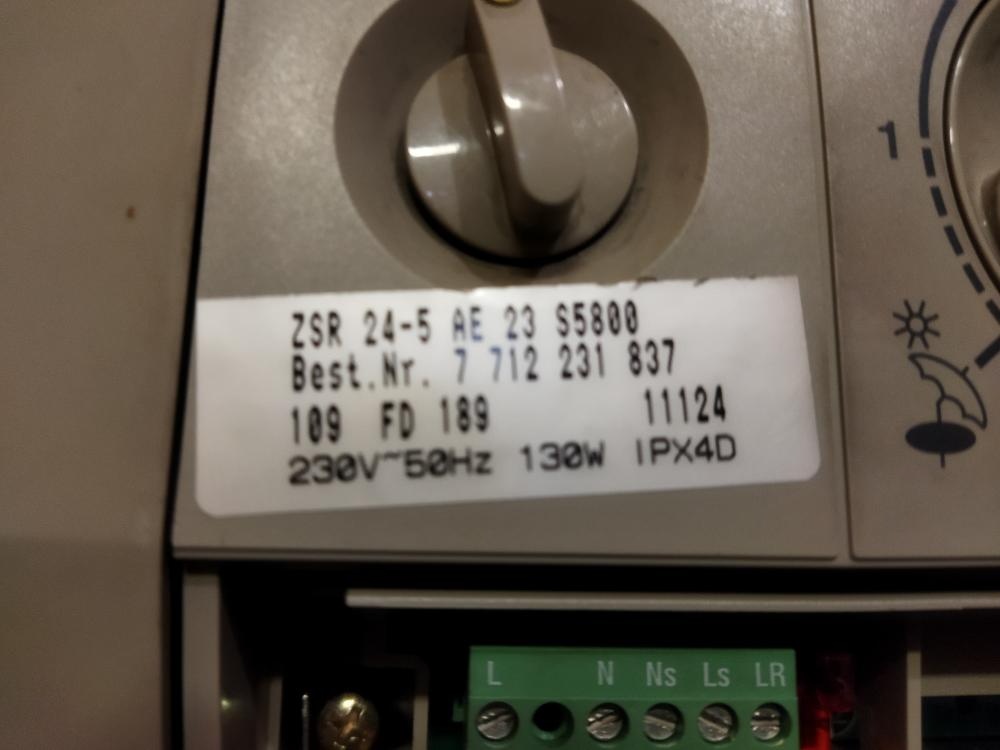 1
ZSR 24-5 AE 23 S5800
Best.Nr. 7 712 231 837
109 FD 189 11124
230V~50Hz 130W IPX4D
L N Ns Ls LR